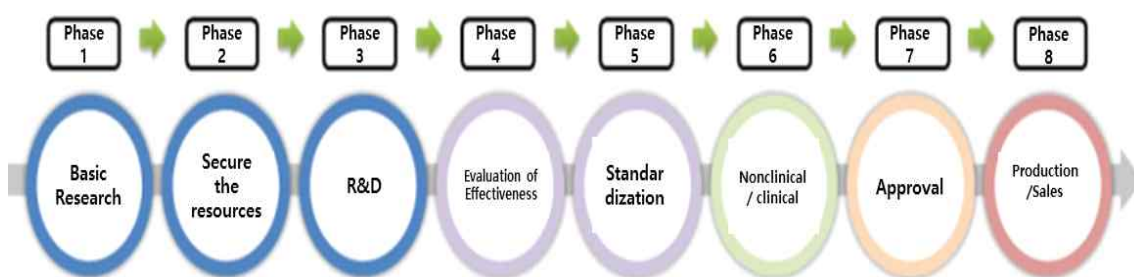 Phase
1
Phase
2
Phase
3
Phase
4
Phase
5
Phase
6
Phase
7
Phase
8
Basic
Research
Secure
the
resources
R&D
Evaluation of
Effectiveness
Standar
dization
Nonclinical
/ clinical
Approval
Production
/Sales